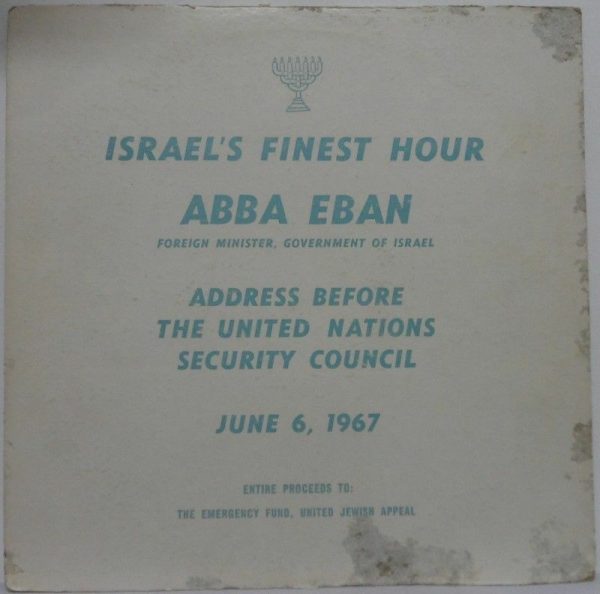 ISRAEL'S FINEST HOUR
ABBA EBAN
FOREIGN MINISTER, GOVERNMENT OF ISRAEL
ADDRESS BEFORE
THE UNITED NATIONS
SECURITY COUNCIL
JUNE 6, 1967
ENTIRE PROCEEDS TO:
THE EMERGENCY FUND, UNITED JEWISH APPEAL